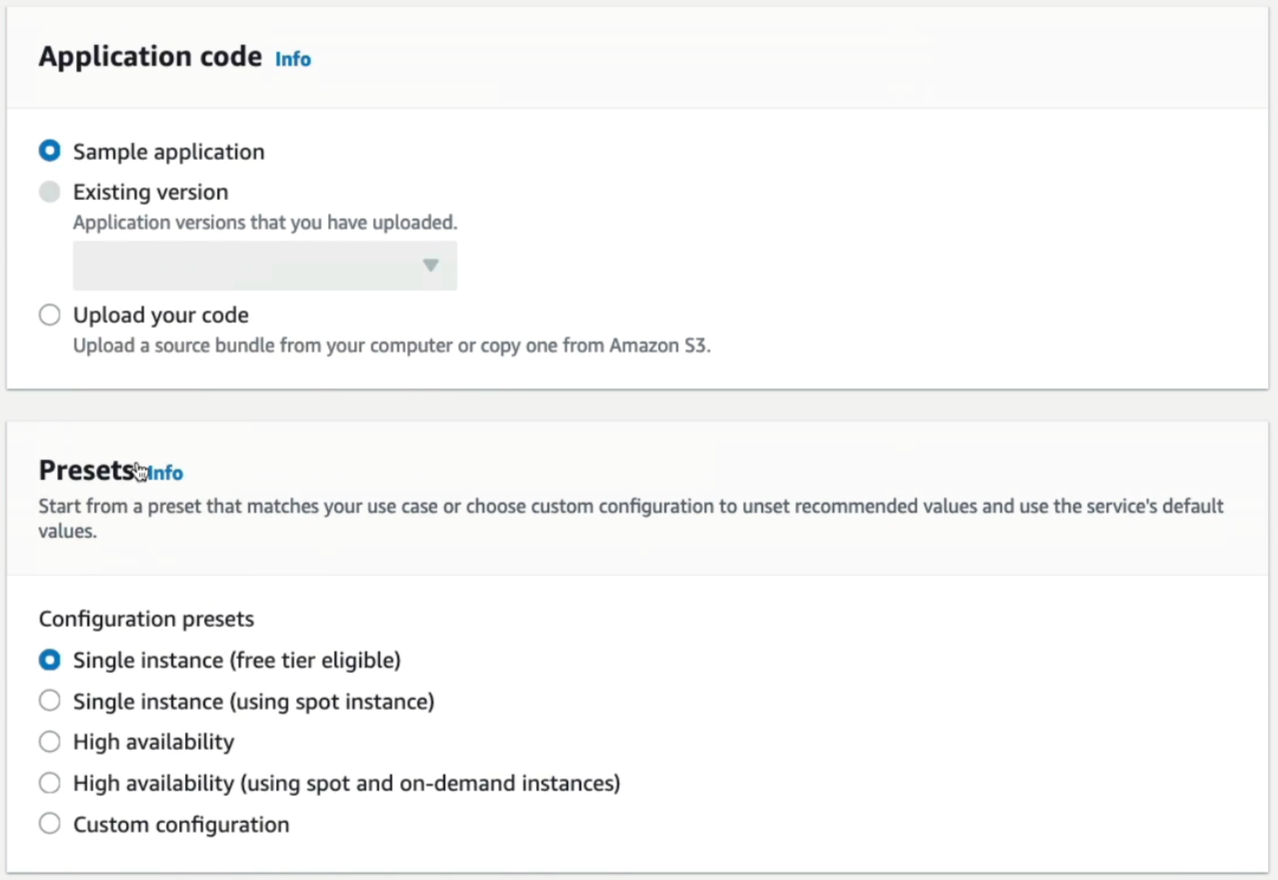 Application code Info
Sample application
Existing version
Application versions that you have uploaded.
Upload your code
Upload a source bundle from your computer or copy one from Amazon S3.
Presets Info
Start from a preset that matches your use case or choose custom configuration to unset recommended values and use the service's default
values.
Configuration presets
Single instance (free tier eligible)
Single instance (using spot instance)
High availability
High availability (using spot and on-demand instances)
Custom configuration